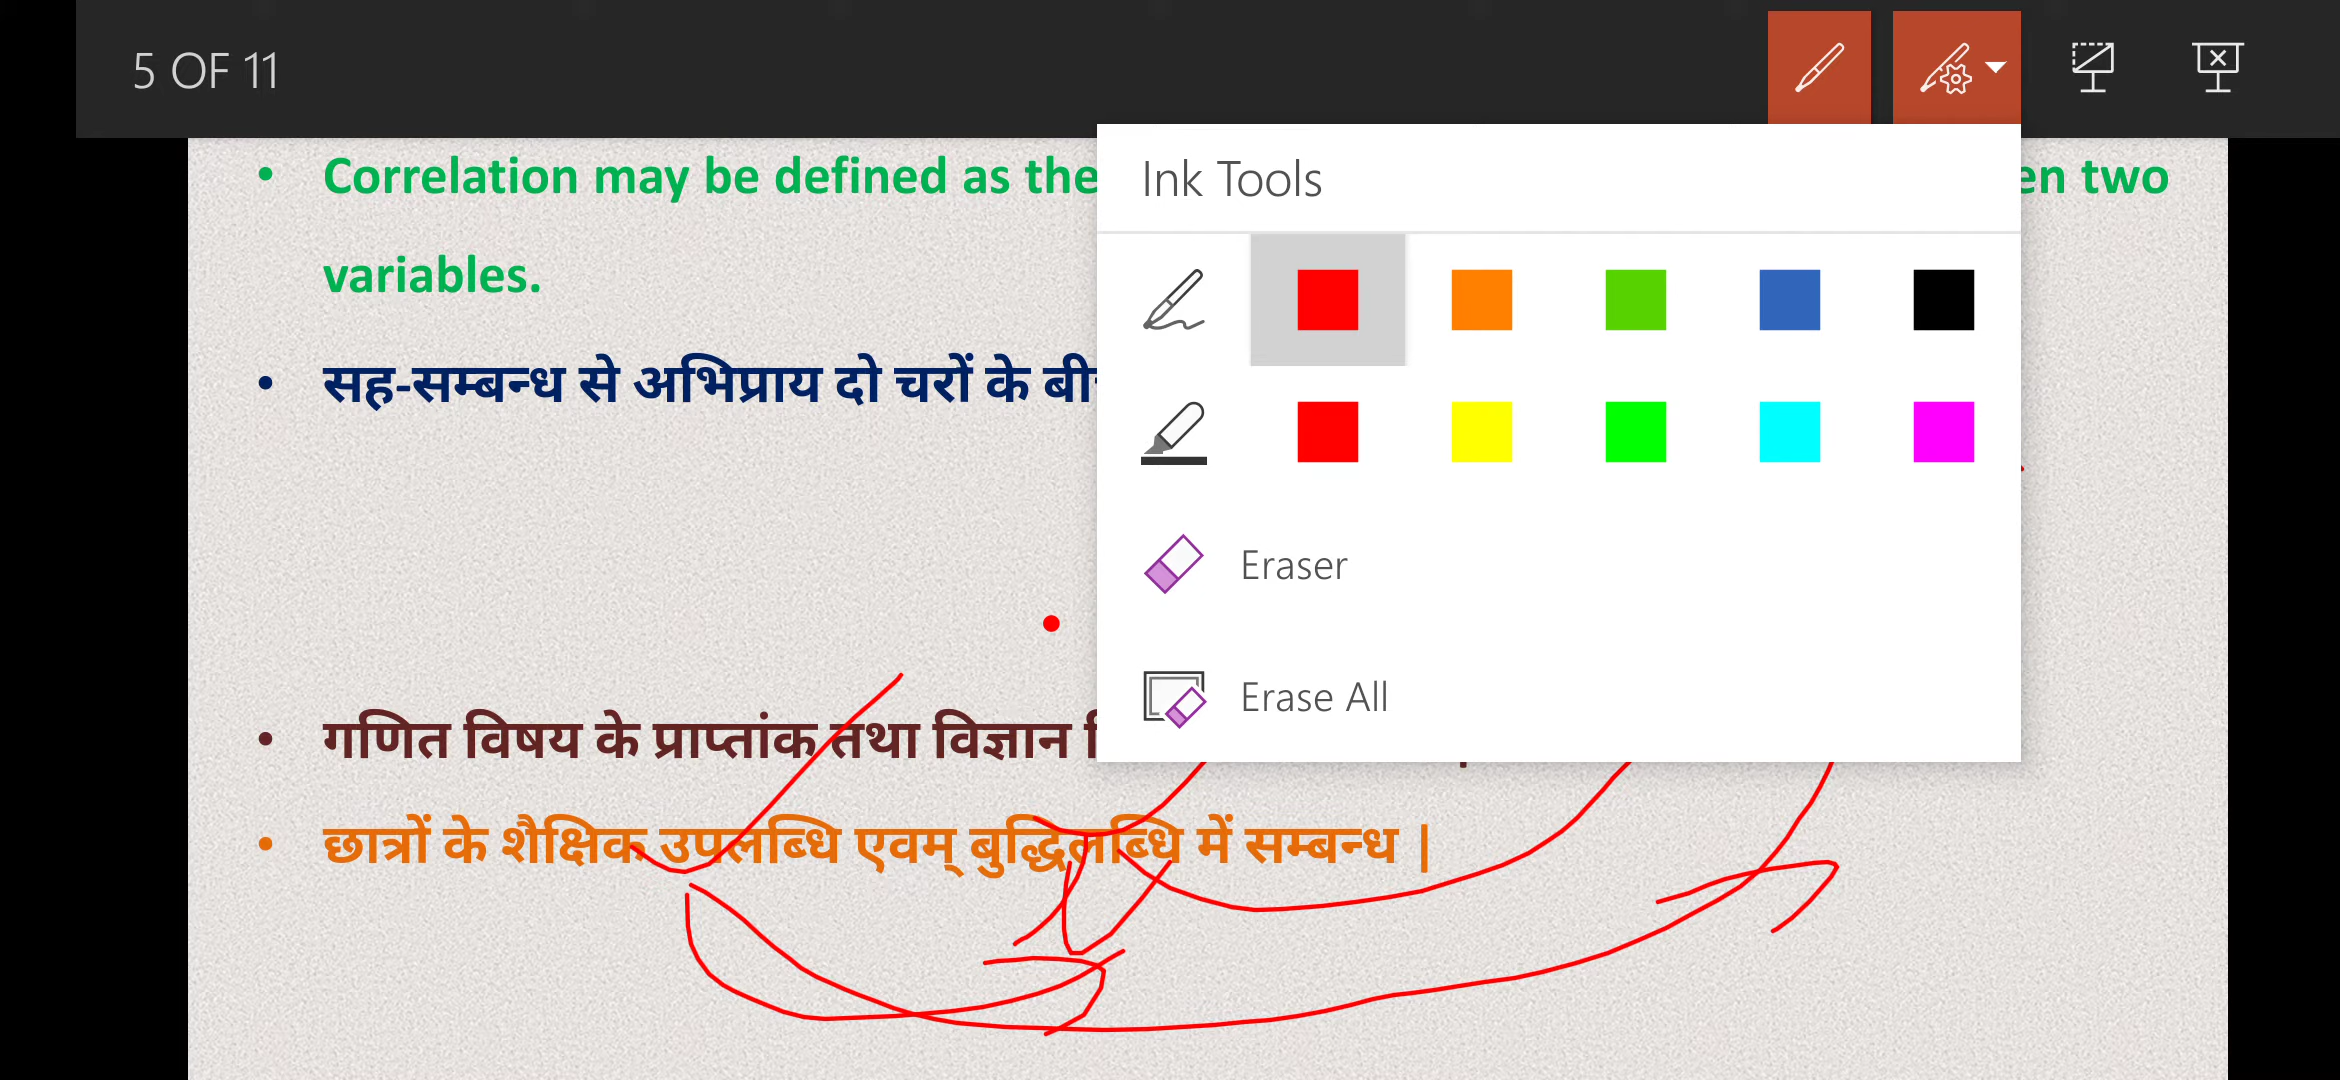 5 OF 11
Correlation may be defined as the en two
variables.
सह-सम्बन्ध से अभिप्राय दो चरों के
गणित विषय के प्राप्तांक तथा विज्ञान
छात्रों के शैक्षिक उपलब्धि एवम् बुद्धिलब्धि में सम्बन्ध |
Ink Tools
Eraser
Erase All